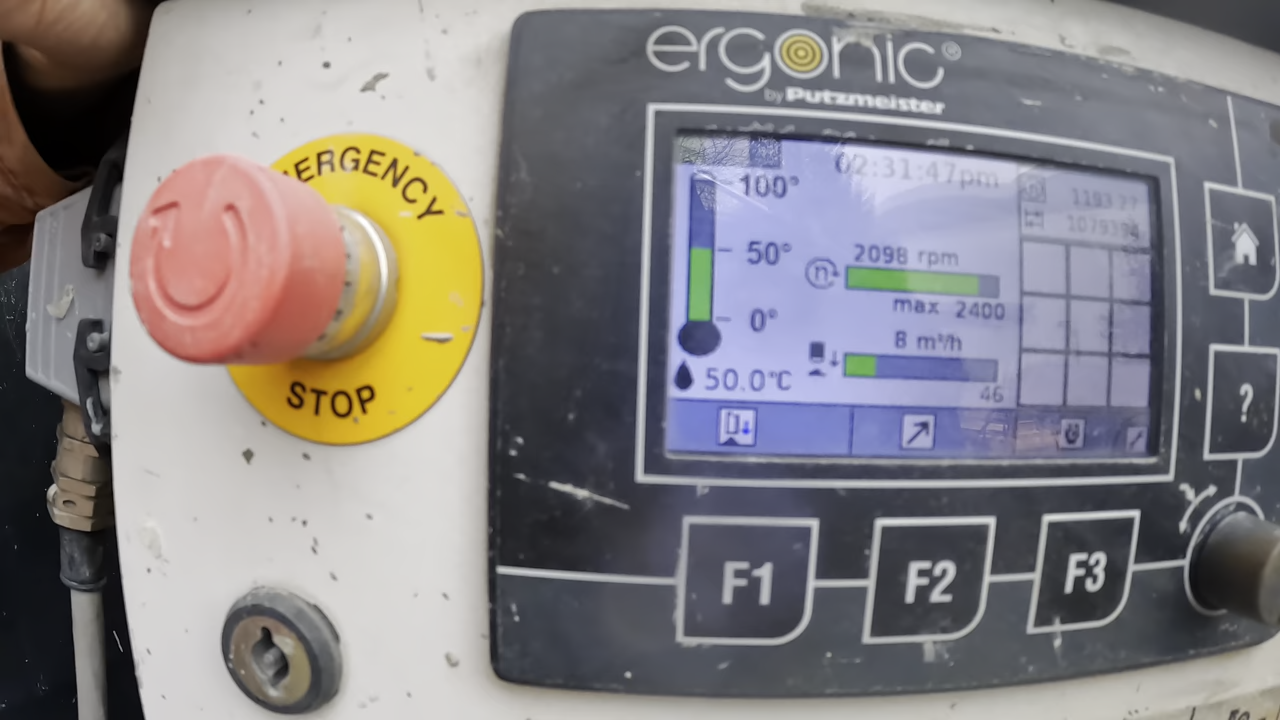 ergonic®
by Putzmeister
EMERGENCY
STOP
02:31:47pm
100°
50°
0°
50.0°C
2098 rpm
n
max 2400
8 m³/h
46
?
F1
F2
F3